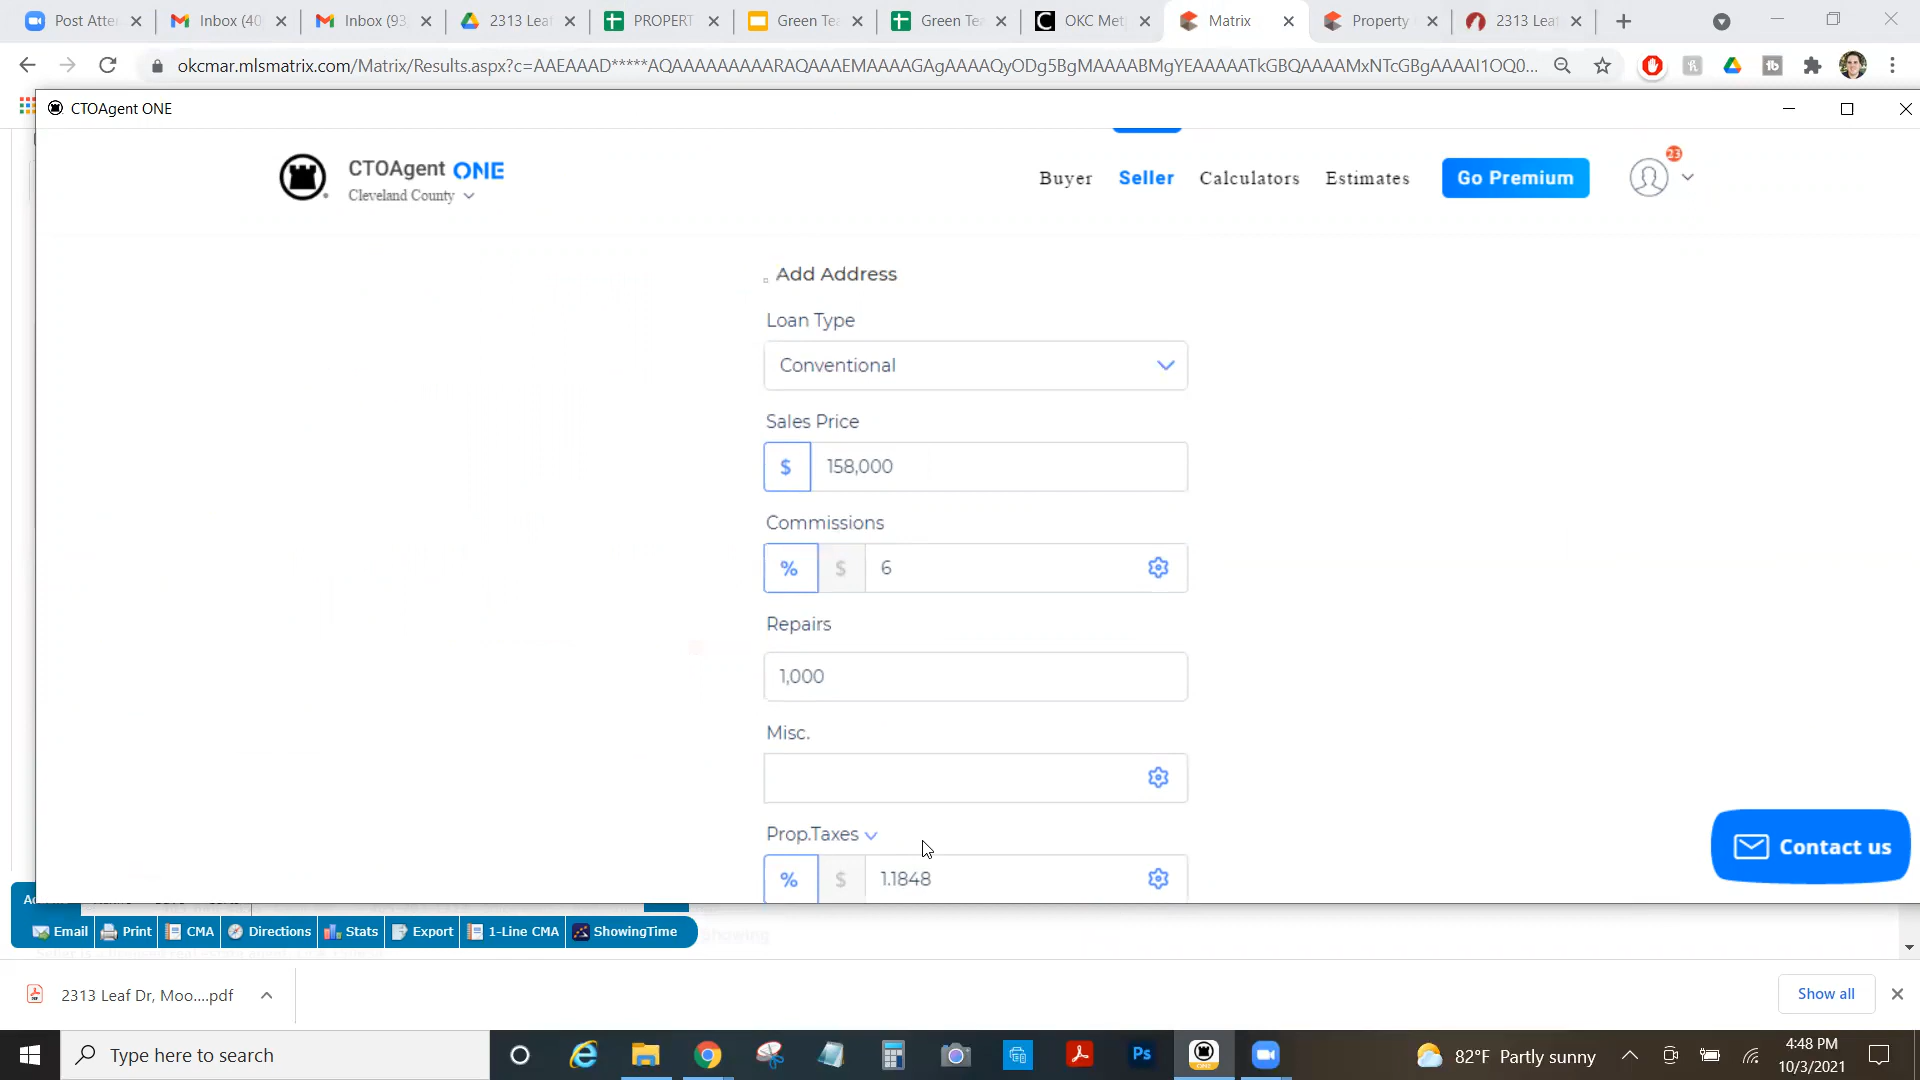 Post Atte
Inbox (40
Inbox (93,
2313 Leaf
PROPERT
Green Tea
Green Tea
OKC Met
Matrix
Property
2313 Leaf
okcmar.mlsmatrix.com/Matrix/Results.aspx?c=AAEAAAD*****AQAAAAAAAAARAQAAAEMAAAAGAgAAAAQyODg5BgMAAAABMgYEAAAAATkGBQAAAAMxNTcGBgAAAAI1OQ0...
CTOAgent ONE
CTOAgent ONE
Cleveland County
Buyer
Seller
Calculators
Estimates
Go Premium
23
Add Address
Loan Type
Conventional
Sales Price
$ 158,000
Commissions
% $ 6
Repairs
1,000
Misc.
Prop.Taxes
% $ 1.1848
Contact us
Email
Print
CMA
Directions
Stats
Export
1-Line CMA
ShowingTime
2313 Leaf Dr, Moo....pdf
Show all
Type here to search
Ps
82°F Partly sunny
4:48 PM
10/3/2021